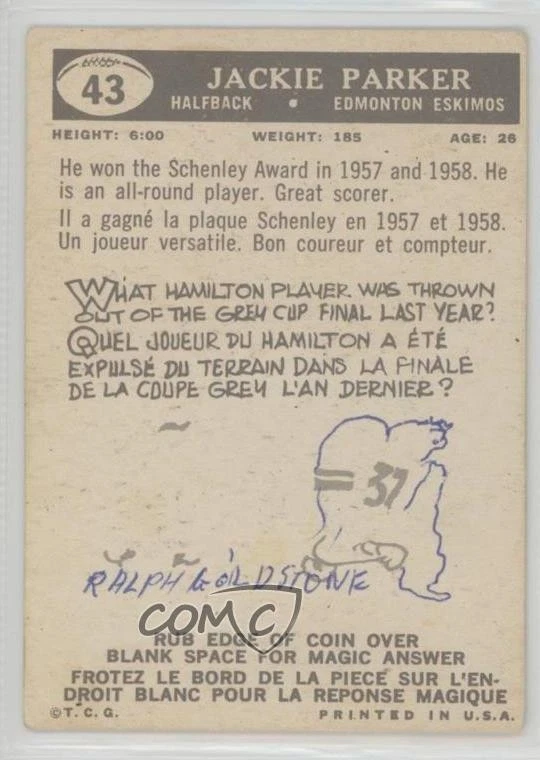 43
JACKIE PARKER
HALFBACK • EDMONTON ESKIMOS
HEIGHT: 6:00 WEIGHT: 185 AGE: 26
He won the Schenley Award in 1957 and 1958. He
is an all-round player. Great scorer.
Il a gagné la plaque Schenley en 1957 et 1958.
Un joueur versatile. Bon coureur et compteur.
WHAT HAMILTON PLAYER WAS THROWN
OUT OF THE GREY CUP FINAL LAST YEAR?
QUEL JOUEUR DU HAMILTON A ÉTÉ
EXPULSÉ DU TERRAIN DANS LA FINALE
DE LA COUPE GREY L'AN DERNIER?
37
RALPH GOLDSTONE
COMC
RUB EDGE OF COIN OVER
BLANK SPACE FOR MAGIC ANSWER
FROTEZ LE BORD DE LA PIECE SUR L'EN-
DROIT BLANC POUR LA REPONSE MAGIQUE
©T.C.G. PRINTED IN U.S.A.